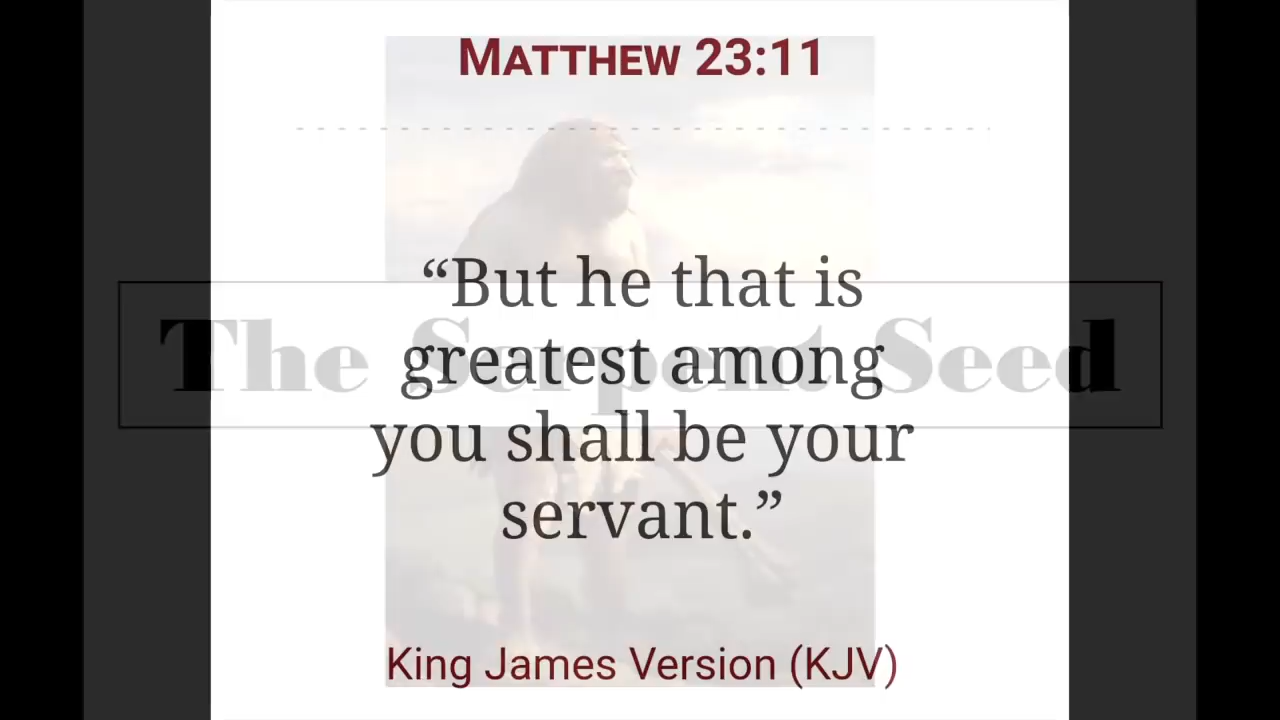 MATTHEW 23:11
“But he that is
greatest among
The Serpent Seed
you shall be your
servant.”
King James Version (KJV)